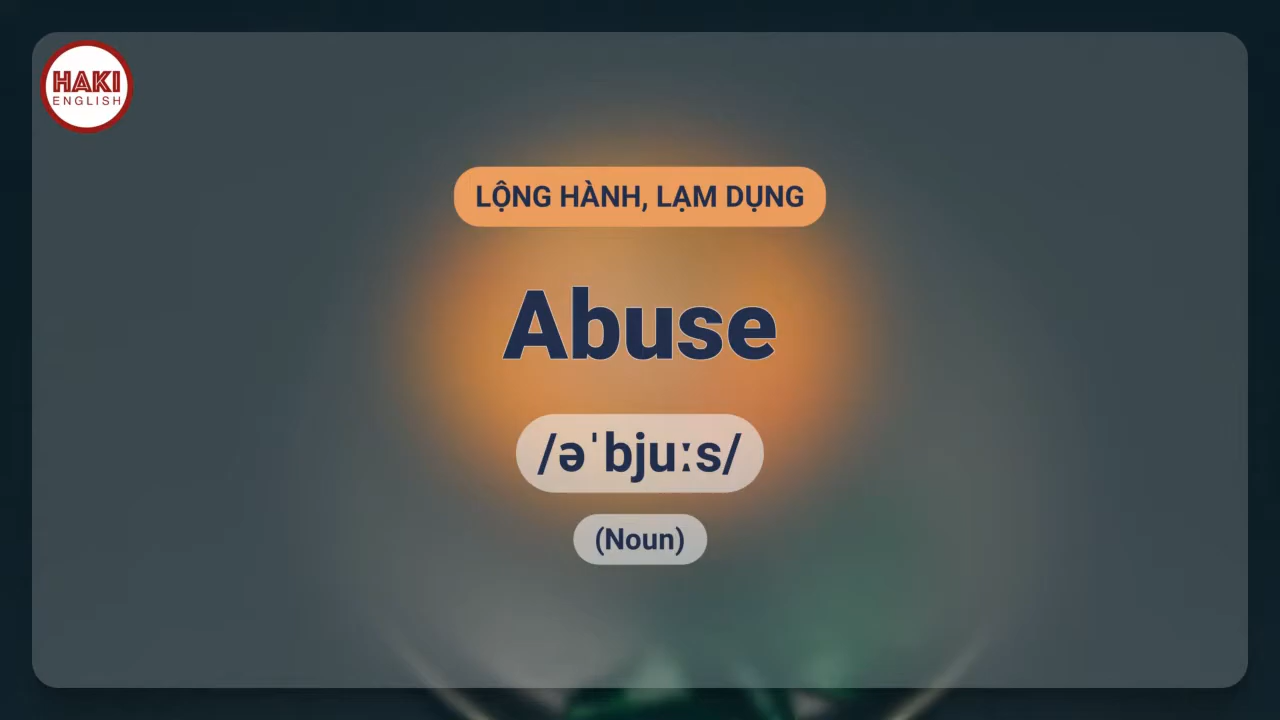 HAKI
ENGLISH
LỘNG HÀNH, LẠM DỤNG
Abuse
/əˈbjuːs/
(Noun)